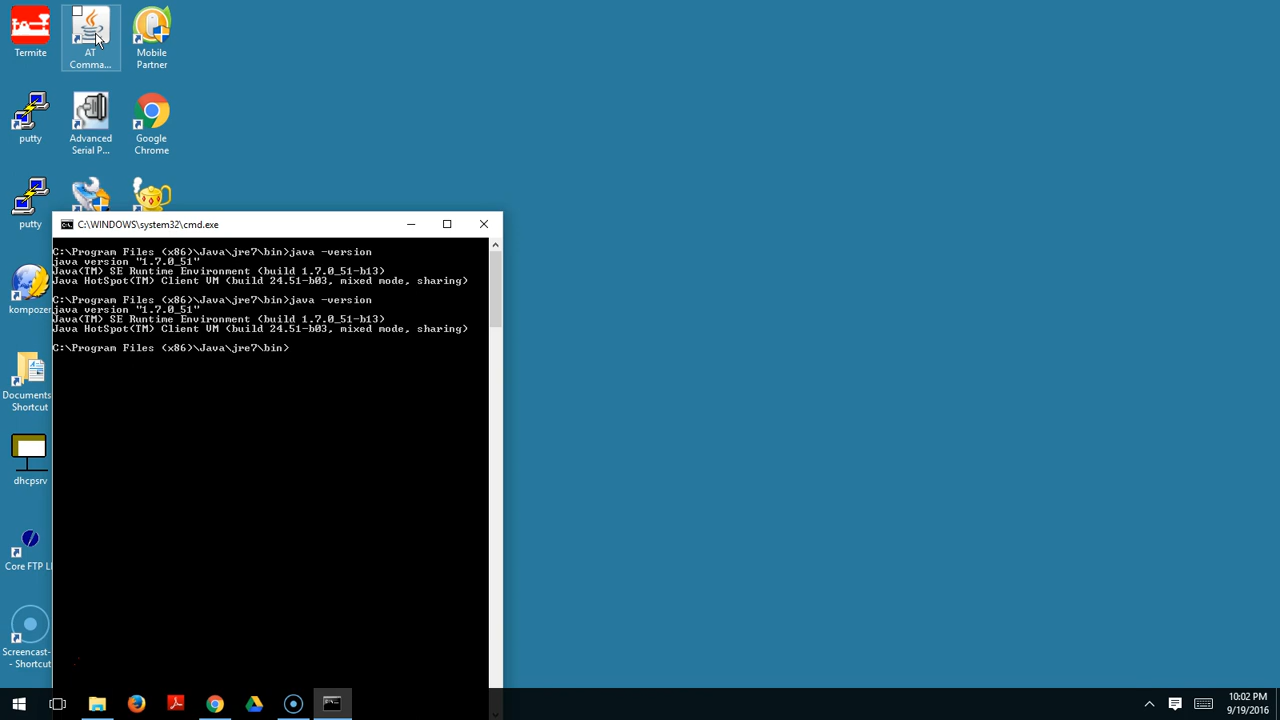 Termite
AT
Comma...
Mobile
Partner
putty
Advanced
Serial P...
Google
Chrome
putty
kompozer
Documents
Shortcut
dhcpsrv
Core FTP L
Screencast-
- Shortcut
C:\WINDOWS\system32\cmd.exe
C:\Program Files (x86)\Java\jre7\bin>java -version
java version "1.7.0_51"
Java(TM) SE Runtime Environment (build 1.7.0_51-b13)
Java HotSpot(TM) Client VM (build 24.51-b03, mixed mode, sharing)
C:\Program Files (x86)\Java\jre7\bin>java -version
java version "1.7.0_51"
Java(TM) SE Runtime Environment (build 1.7.0_51-b13)
Java HotSpot(TM) Client VM (build 24.51-b03, mixed mode, sharing)
C:\Program Files (x86)\Java\jre7\bin>
10:02 PM
9/19/2016